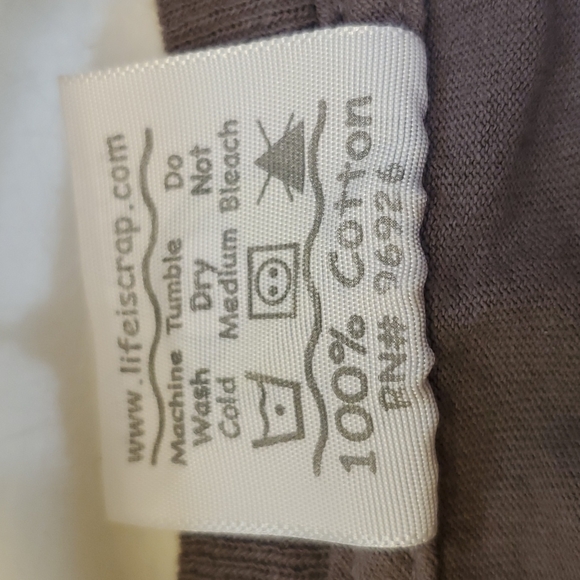 www.lifeiscrap.com
Machine Tumble Do
Wash Dry Not
Cold Medium Bleach
100% Cotton
RN# 96926